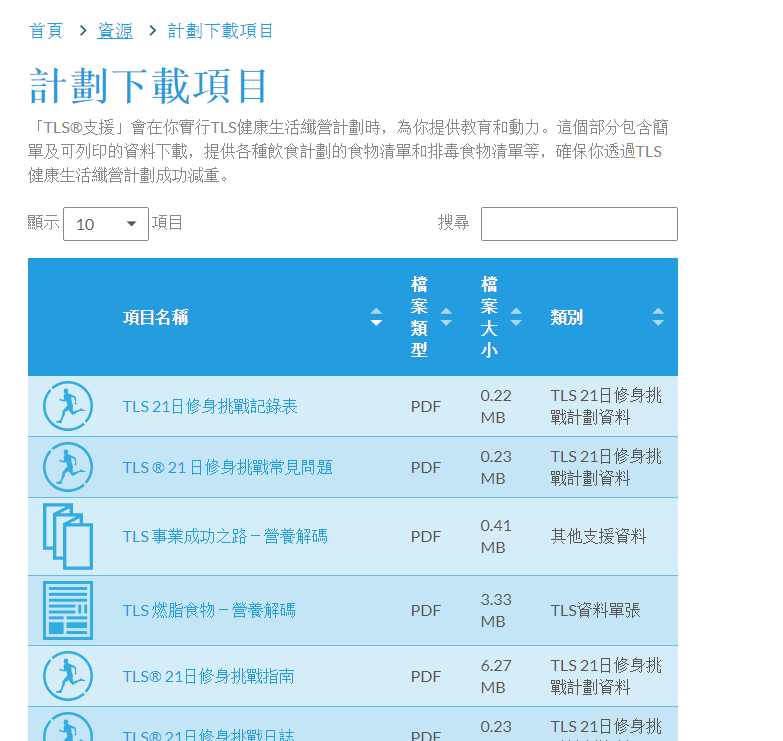 首頁 > 資源 > 計劃下載項目
計劃下載項目
「TLS®支援」會在你實行TLS健康生活纖營計劃時，為你提供教育和動力。這個部分包含簡
單及可列印的資料下載，提供各種飲食計劃的食物清單和排毒食物清單等，確保你透過TLS
健康生活纖營計劃成功減重。
顯示 10 項目 搜尋
項目名稱 檔案類型 檔案大小 類別
TLS 21日修身挑戰記錄表 PDF 0.22 MB TLS 21日修身挑戰計劃資料
TLS ® 21 日修身挑戰常見問題 PDF 0.23 MB TLS 21日修身挑戰計劃資料
TLS 事業成功之路－營養解碼 PDF 0.41 MB 其他支援資料
TLS 燃脂食物－營養解碼 PDF 3.33 MB TLS資料單張
TLS® 21日修身挑戰指南 PDF 6.27 MB TLS 21日修身挑戰計劃資料
TLS® 21日修身挑戰日誌 PDF 0.23 TLS 21日修身挑